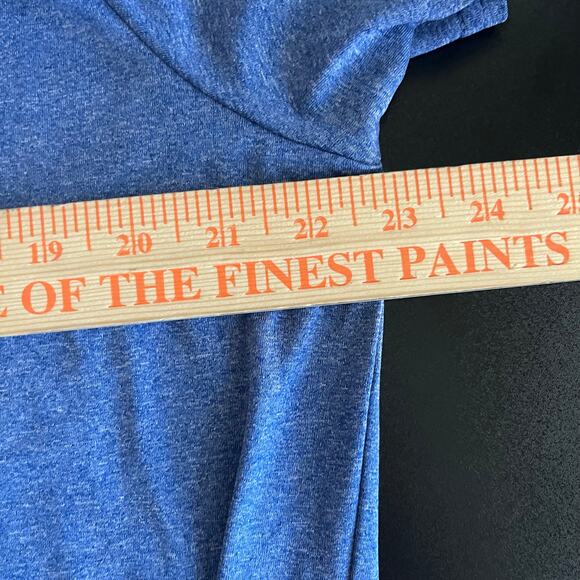 19 20 21 22 23 24
OF THE FINEST PAINTS